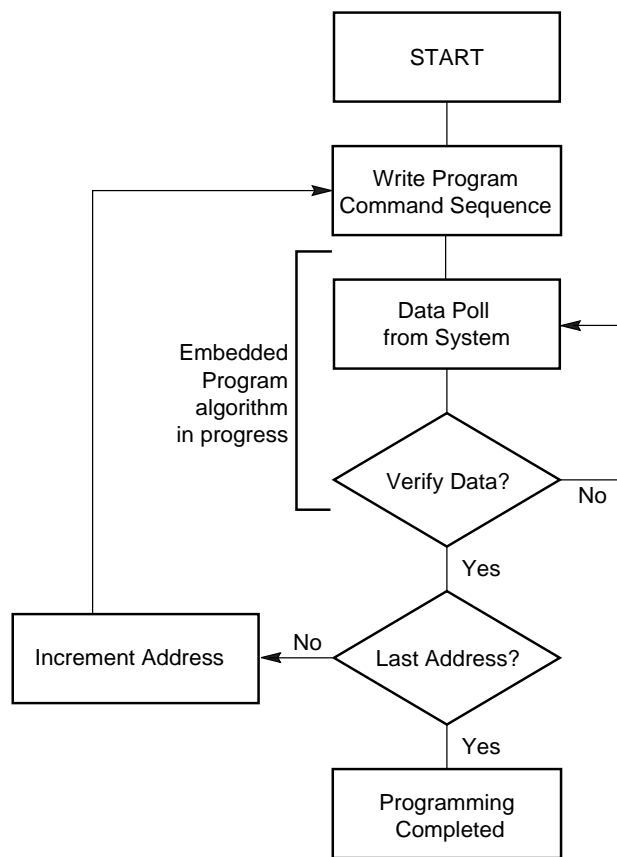 START
Write Program
Command Sequence
Data Poll
from System
Embedded
Program
algorithm
in progress
Verify Data?
No
Yes
Increment Address
No
Last Address?
Yes
Programming
Completed